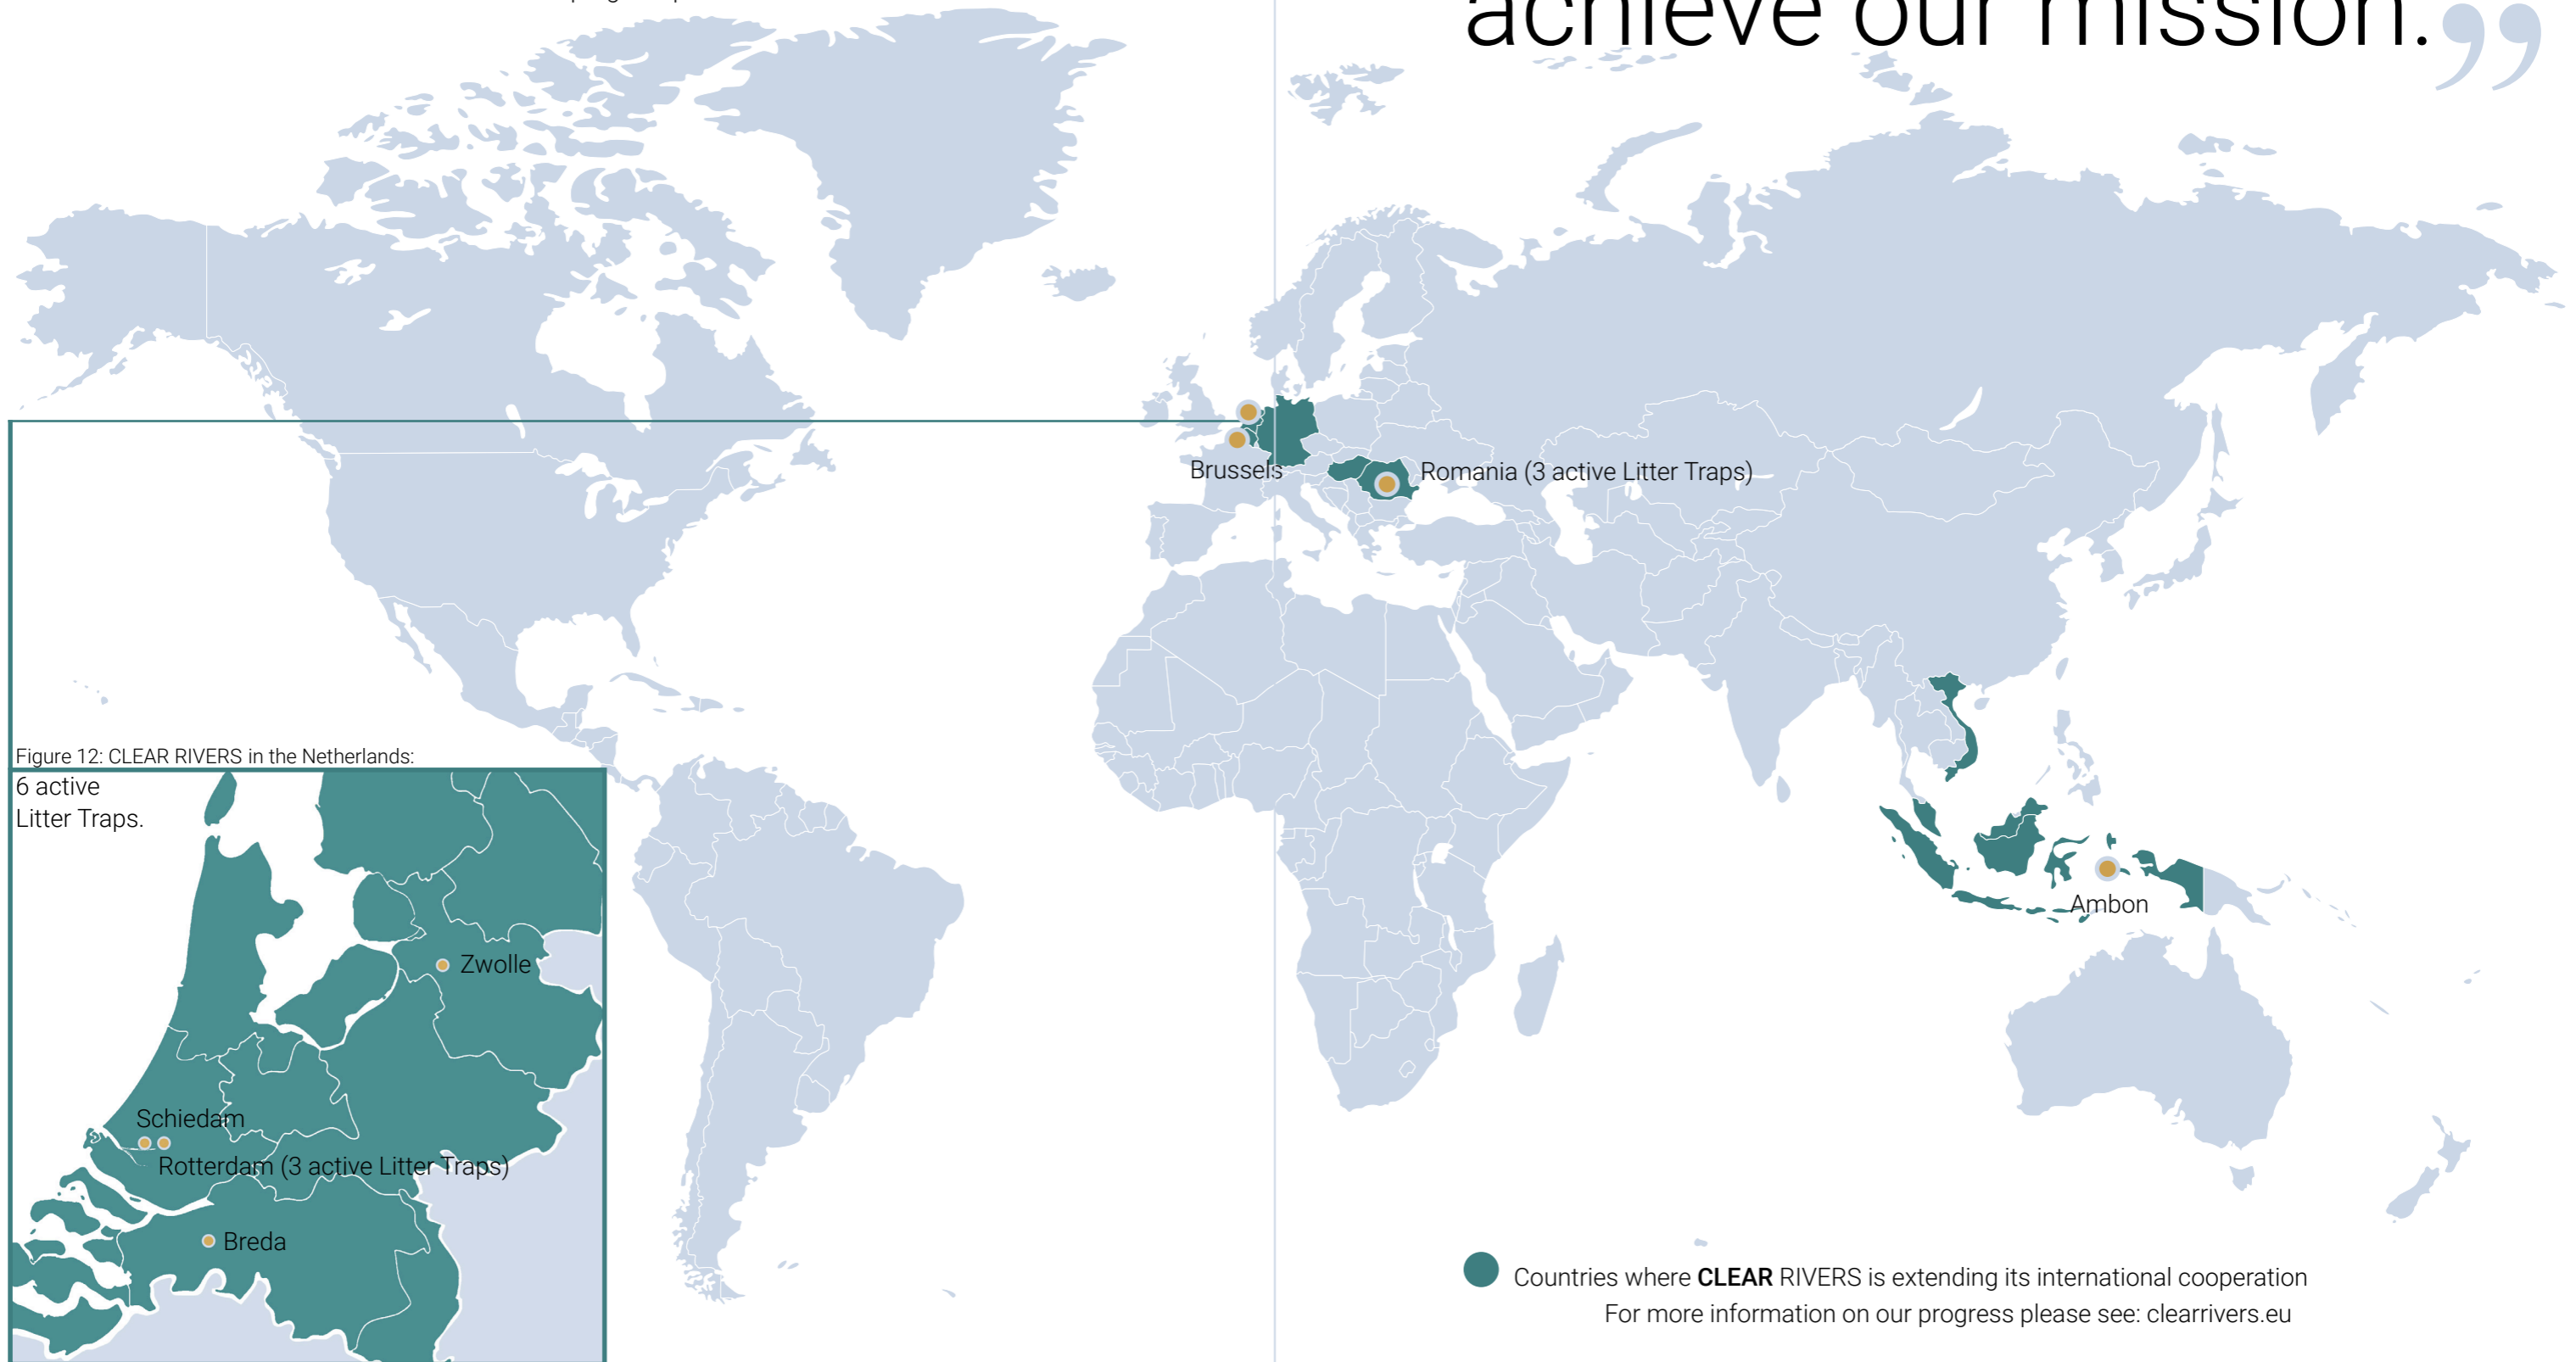 achieve our mission.”
Brussels
Romania (3 active Litter Traps)
Figure 12: CLEAR RIVERS in the Netherlands:
6 active
Litter Traps.
Ambon
Zwolle
Schiedam
Rotterdam (3 active Litter Traps)
Breda
Countries where CLEAR RIVERS is extending its international cooperation
For more information on our progress please see: clearrivers.eu